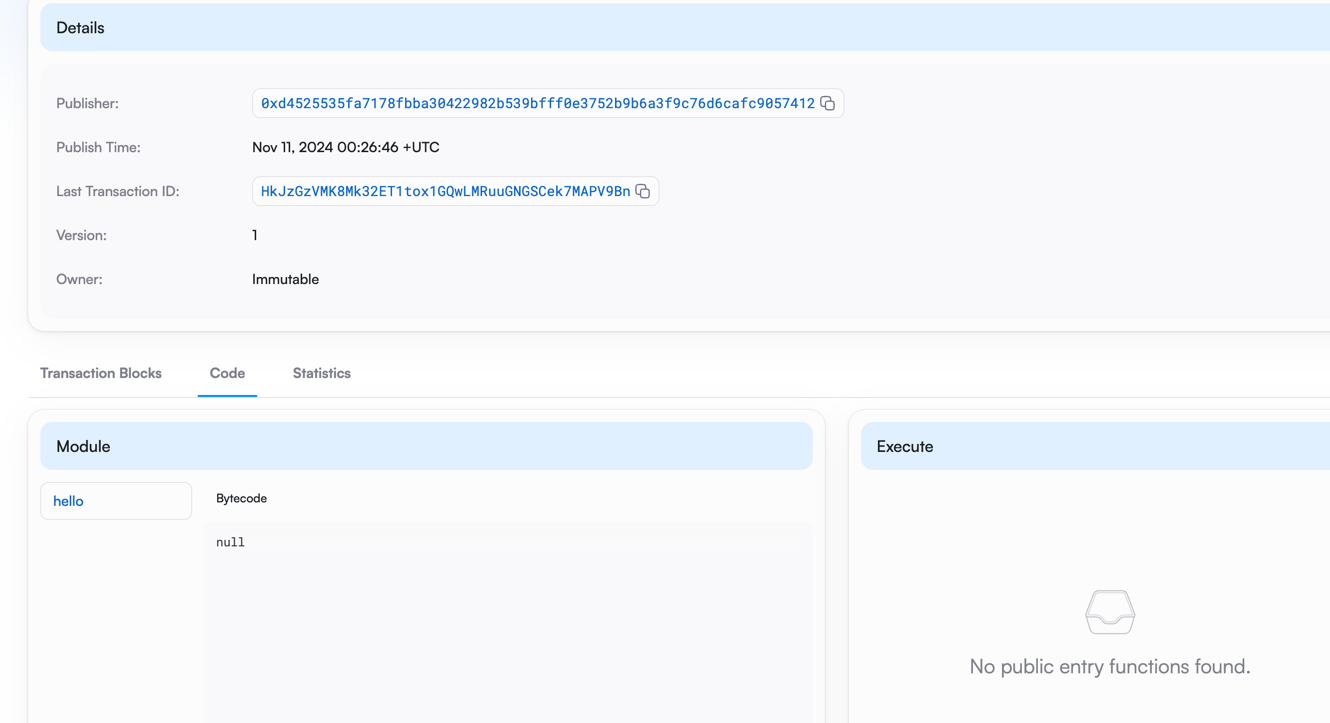 Details
Publisher: 0xd4525535fa7178fbba30422982b539bfff0e3752b9b6a3f9c76d6cafc9057412
Publish Time: Nov 11, 2024 00:26:46 +UTC
Last Transaction ID: HkJzGzVMK8Mk32ET1tox1GQwLMRuuGNGSCek7MAPV9Bn
Version: 1
Owner: Immutable
Transaction Blocks Code Statistics
Module
hello
Bytecode
null
Execute
No public entry functions found.